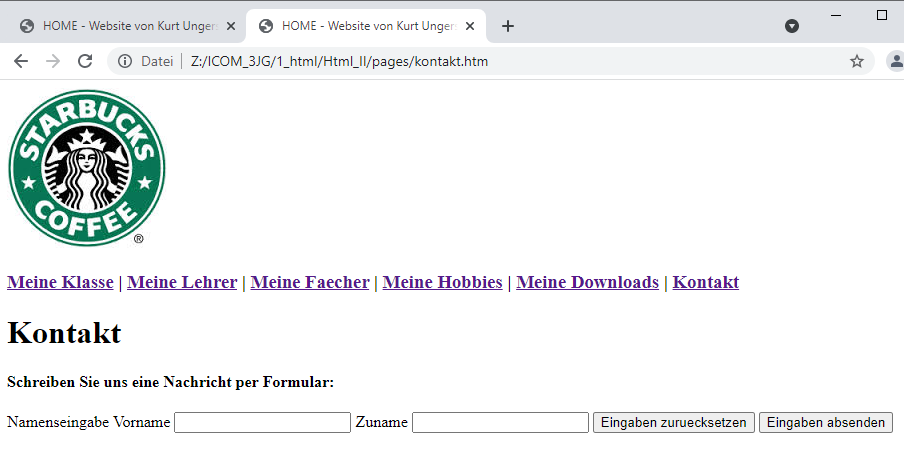 HOME - Website von Kurt Unger
HOME - Website von Kurt Unger
Datei
Z:/ICOM_3JG/1_html/Html_II/pages/kontakt.htm
STARBUCKS
COFFEE
®
Meine Klasse | Meine Lehrer | Meine Faecher | Meine Hobbies | Meine Downloads | Kontakt
Kontakt
Schreiben Sie uns eine Nachricht per Formular:
Namenseingabe Vorname Zuname Eingaben zuruecksetzen Eingaben absenden